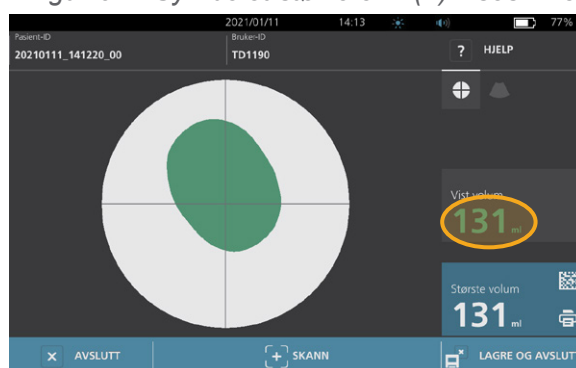 2021/01/11 14:13 77%
Pasient-ID
20210111_141220_00
Bruker-ID
TD1190
? HJELP
Vist volum
131 ml
Største volum
131 ml
AVSLUTT
SKANN
LAGRE OG AVSLUTT